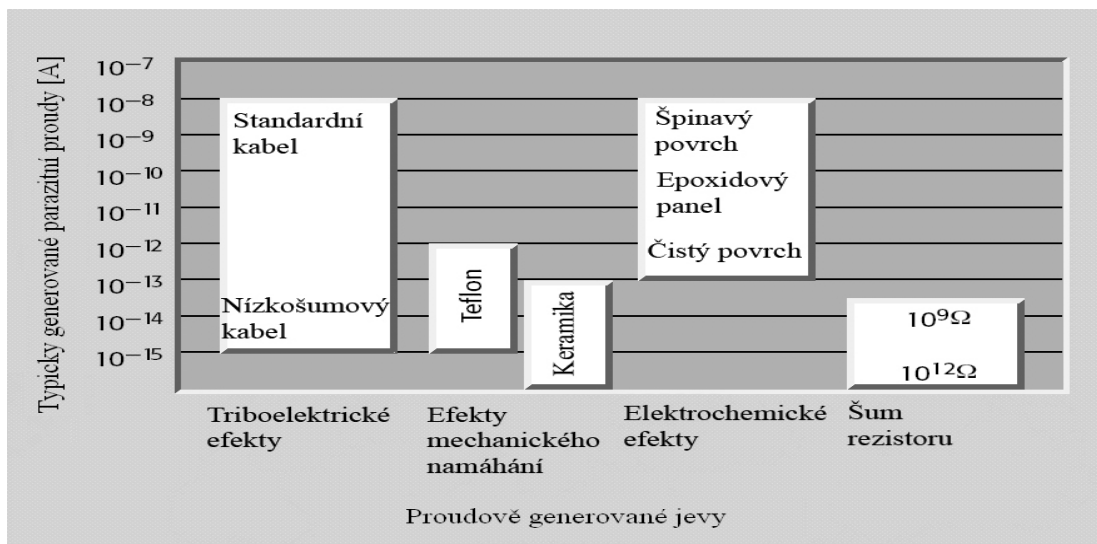 Typicky generované parazitní proudy [A]
10⁻⁷
10⁻⁸
10⁻⁹
10⁻¹⁰
10⁻¹¹
10⁻¹²
10⁻¹³
10⁻¹⁴
10⁻¹⁵
Standardní
kabel
Nízkošumový
kabel
Teflon
Keramika
Špinavý
povrch
Epoxidový
panel
Čistý povrch
10⁹Ω
10¹²Ω
Triboelektrické
efekty
Efekty
mechanického
namáhání
Elektrochemické
efekty
Šum
rezistoru
Proudově generované jevy